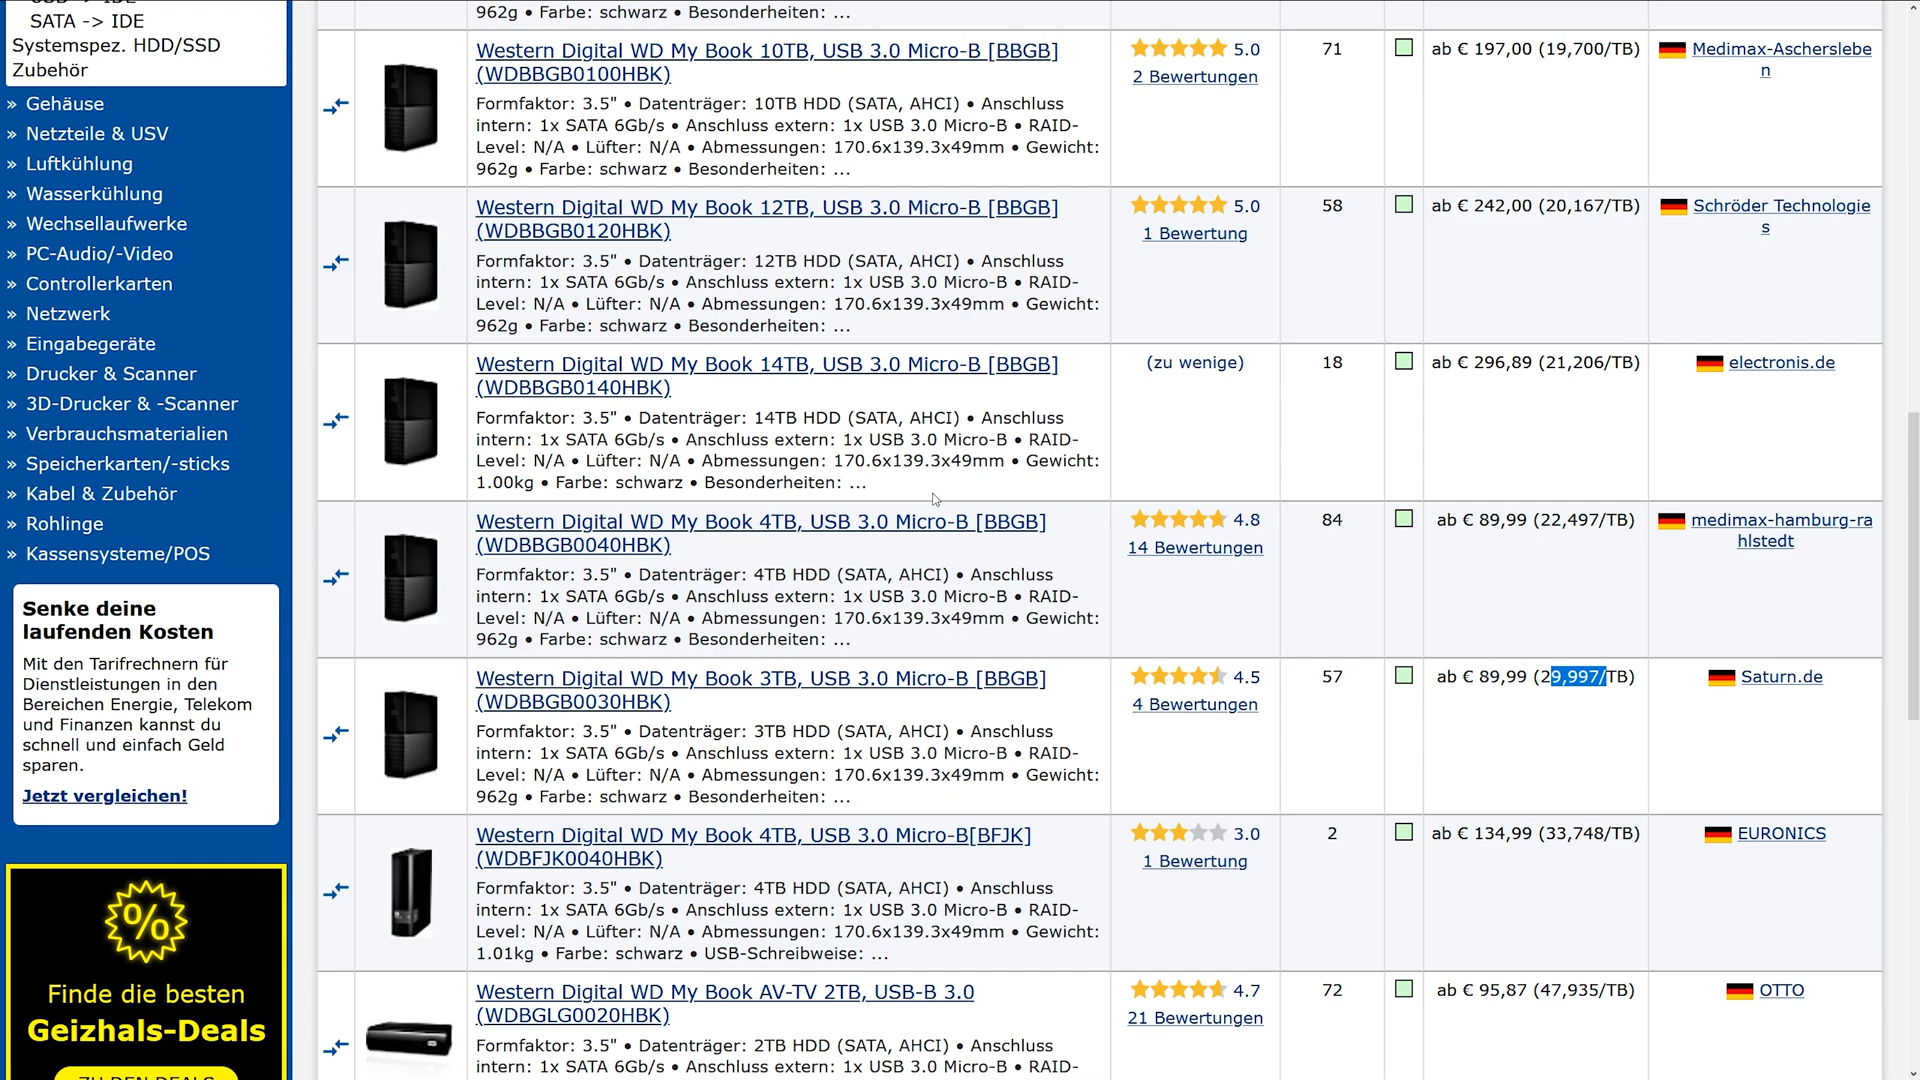 SATA -> IDE
Systemspez. HDD/SSD
Zubehör
» Gehäuse
» Netzteile & USV
» Luftkühlung
» Wasserkühlung
» Wechsellaufwerke
» PC-Audio/-Video
» Controllerkarten
» Netzwerk
» Eingabegeräte
» Drucker & Scanner
» 3D-Drucker & -Scanner
» Verbrauchsmaterialien
» Speicherkarten/-sticks
» Kabel & Zubehör
» Rohlinge
» Kassensysteme/POS
Senke deine
laufenden Kosten
Mit den Tarifrechnern für
Dienstleistungen in den
Bereichen Energie, Telekom
und Finanzen kannst du
schnell und einfach Geld
sparen.
Jetzt vergleichen!
%
Finde die besten
Geizhals-Deals
ZU DEN DEALS
962g • Farbe: schwarz • Besonderheiten: ...
Western Digital WD My Book 10TB, USB 3.0 Micro-B [BBGB]
(WDBBGB0100HBK)
Formfaktor: 3.5" • Datenträger: 10TB HDD (SATA, AHCI) • Anschluss
intern: 1x SATA 6Gb/s • Anschluss extern: 1x USB 3.0 Micro-B • RAID-
Level: N/A • Lüfter: N/A • Abmessungen: 170.6x139.3x49mm • Gewicht:
962g • Farbe: schwarz • Besonderheiten: ...
5.0
2 Bewertungen
71
ab € 197,00 (19,700/TB)
Medimax-Aschersleben
Western Digital WD My Book 12TB, USB 3.0 Micro-B [BBGB]
(WDBBGB0120HBK)
Formfaktor: 3.5" • Datenträger: 12TB HDD (SATA, AHCI) • Anschluss
intern: 1x SATA 6Gb/s • Anschluss extern: 1x USB 3.0 Micro-B • RAID-
Level: N/A • Lüfter: N/A • Abmessungen: 170.6x139.3x49mm • Gewicht:
962g • Farbe: schwarz • Besonderheiten: ...
5.0
1 Bewertung
58
ab € 242,00 (20,167/TB)
Schröder Technologie
s
Western Digital WD My Book 14TB, USB 3.0 Micro-B [BBGB]
(WDBBGB0140HBK)
Formfaktor: 3.5" • Datenträger: 14TB HDD (SATA, AHCI) • Anschluss
intern: 1x SATA 6Gb/s • Anschluss extern: 1x USB 3.0 Micro-B • RAID-
Level: N/A • Lüfter: N/A • Abmessungen: 170.6x139.3x49mm • Gewicht:
1.00kg • Farbe: schwarz • Besonderheiten: ...
(zu wenige)
18
ab € 296,89 (21,206/TB)
electronis.de
Western Digital WD My Book 4TB, USB 3.0 Micro-B [BBGB]
(WDBBGB0040HBK)
Formfaktor: 3.5" • Datenträger: 4TB HDD (SATA, AHCI) • Anschluss
intern: 1x SATA 6Gb/s • Anschluss extern: 1x USB 3.0 Micro-B • RAID-
Level: N/A • Lüfter: N/A • Abmessungen: 170.6x139.3x49mm • Gewicht:
962g • Farbe: schwarz • Besonderheiten: ...
4.8
14 Bewertungen
84
ab € 89,99 (22,497/TB)
medimax-hamburg-ra
hlstedt
Western Digital WD My Book 3TB, USB 3.0 Micro-B [BBGB]
(WDBBGB0030HBK)
Formfaktor: 3.5" • Datenträger: 3TB HDD (SATA, AHCI) • Anschluss
intern: 1x SATA 6Gb/s • Anschluss extern: 1x USB 3.0 Micro-B • RAID-
Level: N/A • Lüfter: N/A • Abmessungen: 170.6x139.3x49mm • Gewicht:
962g • Farbe: schwarz • Besonderheiten: ...
4.5
4 Bewertungen
57
ab € 89,99 (29,997/TB)
Saturn.de
Western Digital WD My Book 4TB, USB 3.0 Micro-B[BFJK]
(WDBFJK0040HBK)
Formfaktor: 3.5" • Datenträger: 4TB HDD (SATA, AHCI) • Anschluss
intern: 1x SATA 6Gb/s • Anschluss extern: 1x USB 3.0 Micro-B • RAID-
Level: N/A • Lüfter: N/A • Abmessungen: 170.6x139.3x49mm • Gewicht:
1.01kg • Farbe: schwarz • USB-Schreibweise: ...
3.0
1 Bewertung
2
ab € 134,99 (33,748/TB)
EURONICS
Western Digital WD My Book AV-TV 2TB, USB-B 3.0
(WDBGLG0020HBK)
Formfaktor: 3.5" • Datenträger: 2TB HDD (SATA, AHCI) • Anschluss
intern: 1x SATA 6Gb/s • Anschluss extern: 1x USB 3.0 Micro-B • RAID-
4.7
21 Bewertungen
72
ab € 95,87 (47,935/TB)
OTTO